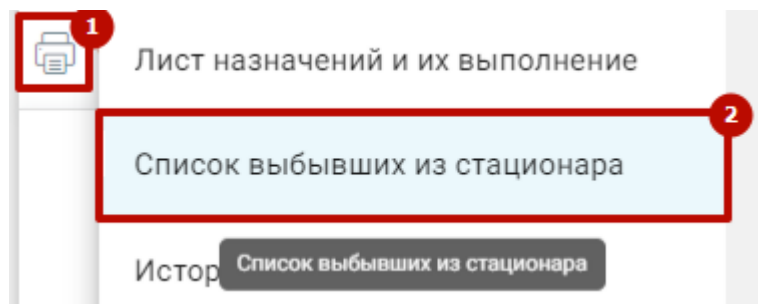 1
Лист назначений и их выполнение
2
Список выбывших из стационара
Истор
Список выбывших из стационара